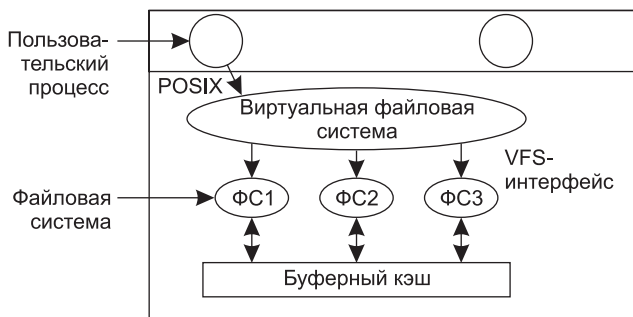 Пользова-
тельский
процесс
POSIX
Виртуальная файловая
система
VFS-
интерфейс
Файловая
система
ФС1
ФС2
ФС3
Буферный кэш